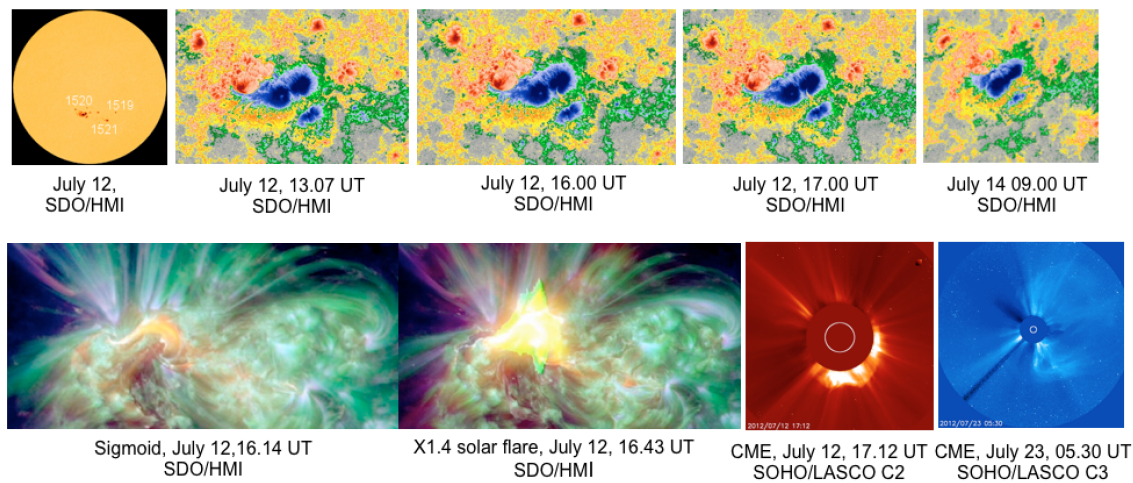 1520
1519
1521
July 12,
SDO/HMI
July 12, 13.07 UT
SDO/HMI
July 12, 16.00 UT
SDO/HMI
July 12, 17.00 UT
SDO/HMI
July 14 09.00 UT
SDO/HMI
2012/07/12 17:12
2012/07/23 05:30
Sigmoid, July 12,16.14 UT
SDO/HMI
X1.4 solar flare, July 12, 16.43 UT
SDO/HMI
CME, July 12, 17.12 UT
SOHO/LASCO C2
CME, July 23, 05.30 UT
SOHO/LASCO C3